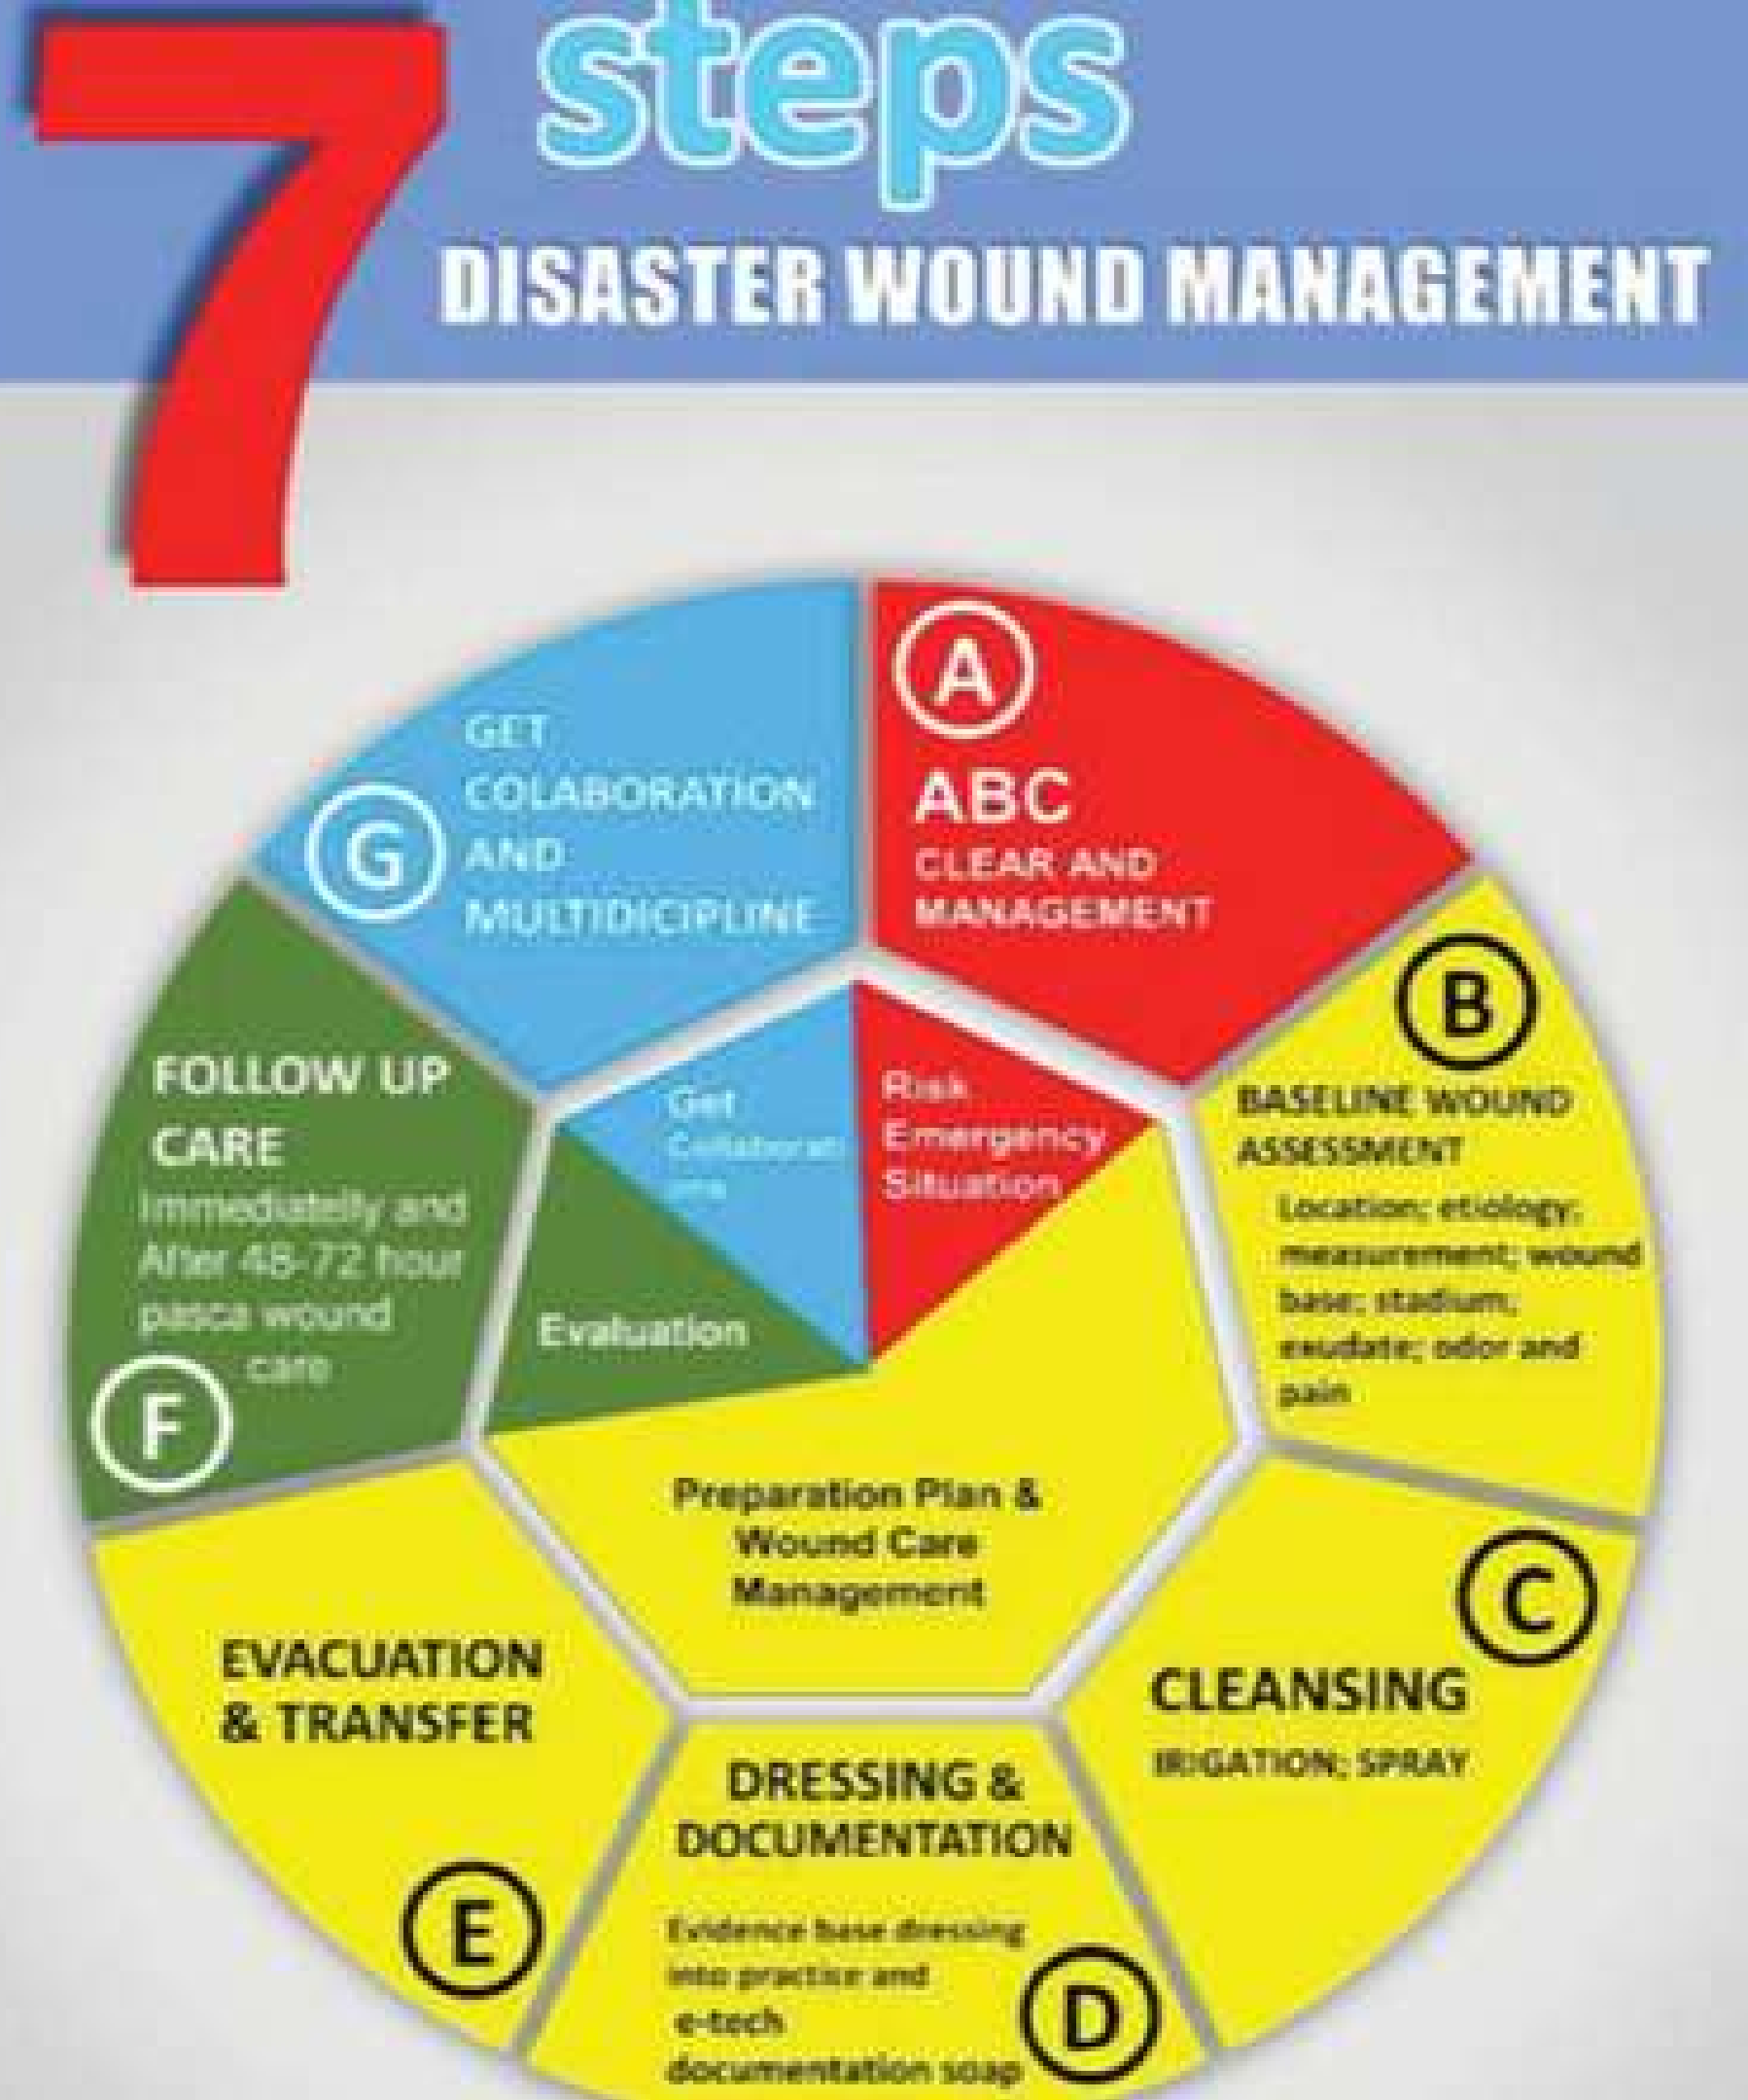 7 steps
DISASTER WOUND MANAGEMENT
A
ABC
CLEAR AND
MANAGEMENT
B
BASELINE WOUND
ASSESSMENT
Location; etiology;
measurement; wound
base; stadium;
exudate; odor and
pain
C
CLEANSING
IRIGATION; SPRAY
DRESSING &
DOCUMENTATION
Evidence base dressing
into practice and
e-tech
documentation soap
D
EVACUATION
& TRANSFER
E
FOLLOW UP
CARE
Immediatelly and
After 48-72 hour
pasca wound
care
F
GET
COLABORATION
AND
MULTIDICIPLINE
G
Risk
Emergency
Situation
Preparation Plan &
Wound Care
Management
Evaluation
Get